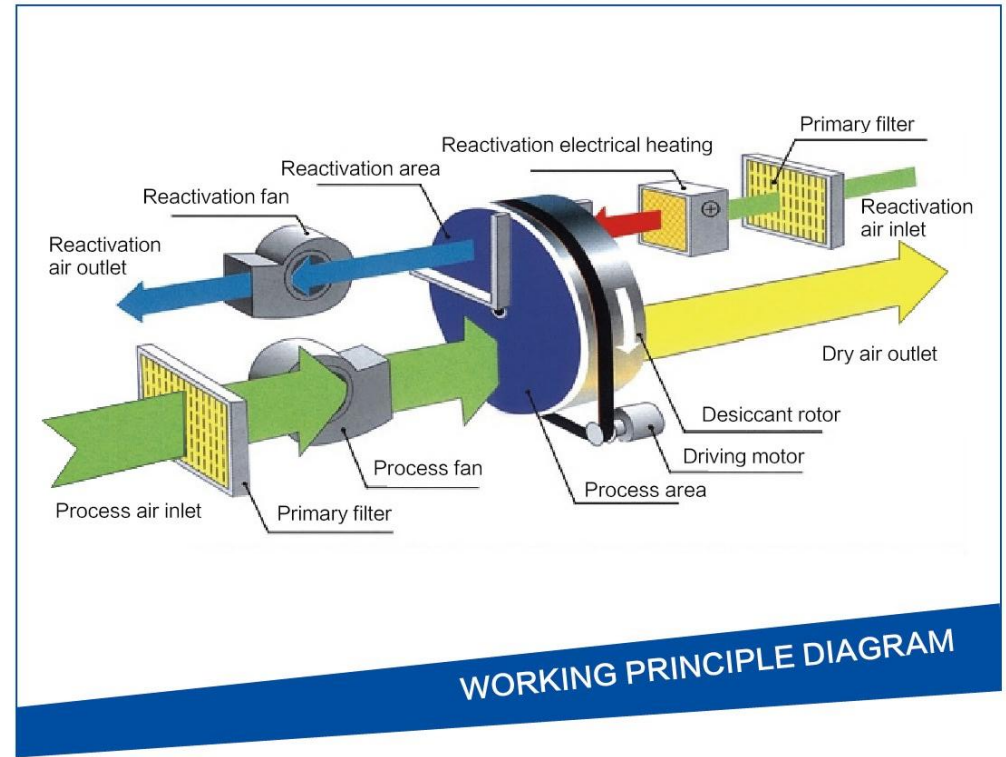 Primary filter
Reactivation electrical heating
Reactivation area
Reactivation fan
Reactivation
air inlet
Reactivation
air outlet
Dry air outlet
Desiccant rotor
Driving motor
Process fan
Process area
Process air inlet
Primary filter
WORKING PRINCIPLE DIAGRAM